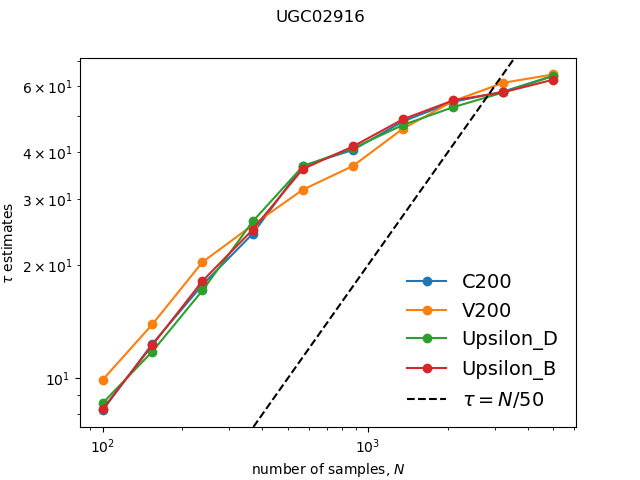 UGC02916
τ estimates
6 × 10¹
4 × 10¹
3 × 10¹
2 × 10¹
10¹
C200
V200
Upsilon_D
Upsilon_B
τ = N/50
10² 10³
number of samples, N